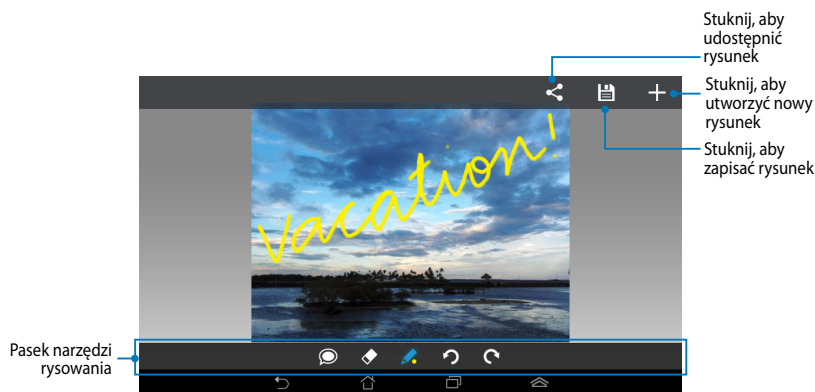 Stuknij, aby
udostępnić
rysunek
Stuknij, aby
utworzyć nowy
rysunek
Stuknij, aby
zapisać rysunek
vacation!
Pasek narzędzi
rysowania